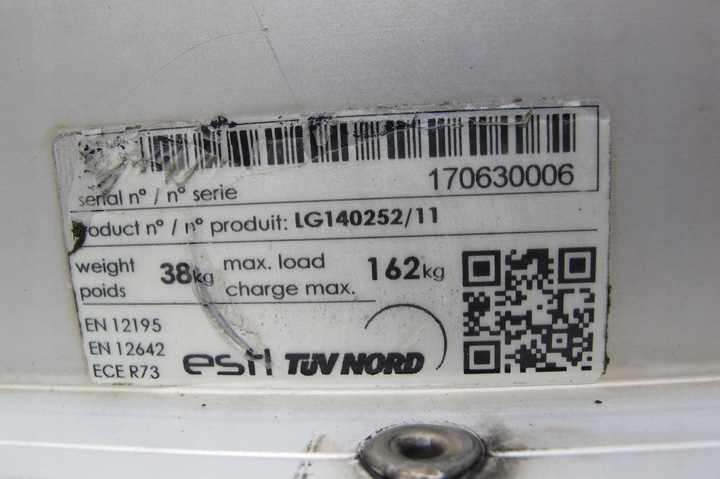 170630006
serial n° / n° serie
product n° / n° produit: LG140252/11
weight 38kg max. load 162kg
poids charge max.
EN 12195
EN 12642
ECE R73 esti TÜV NORD